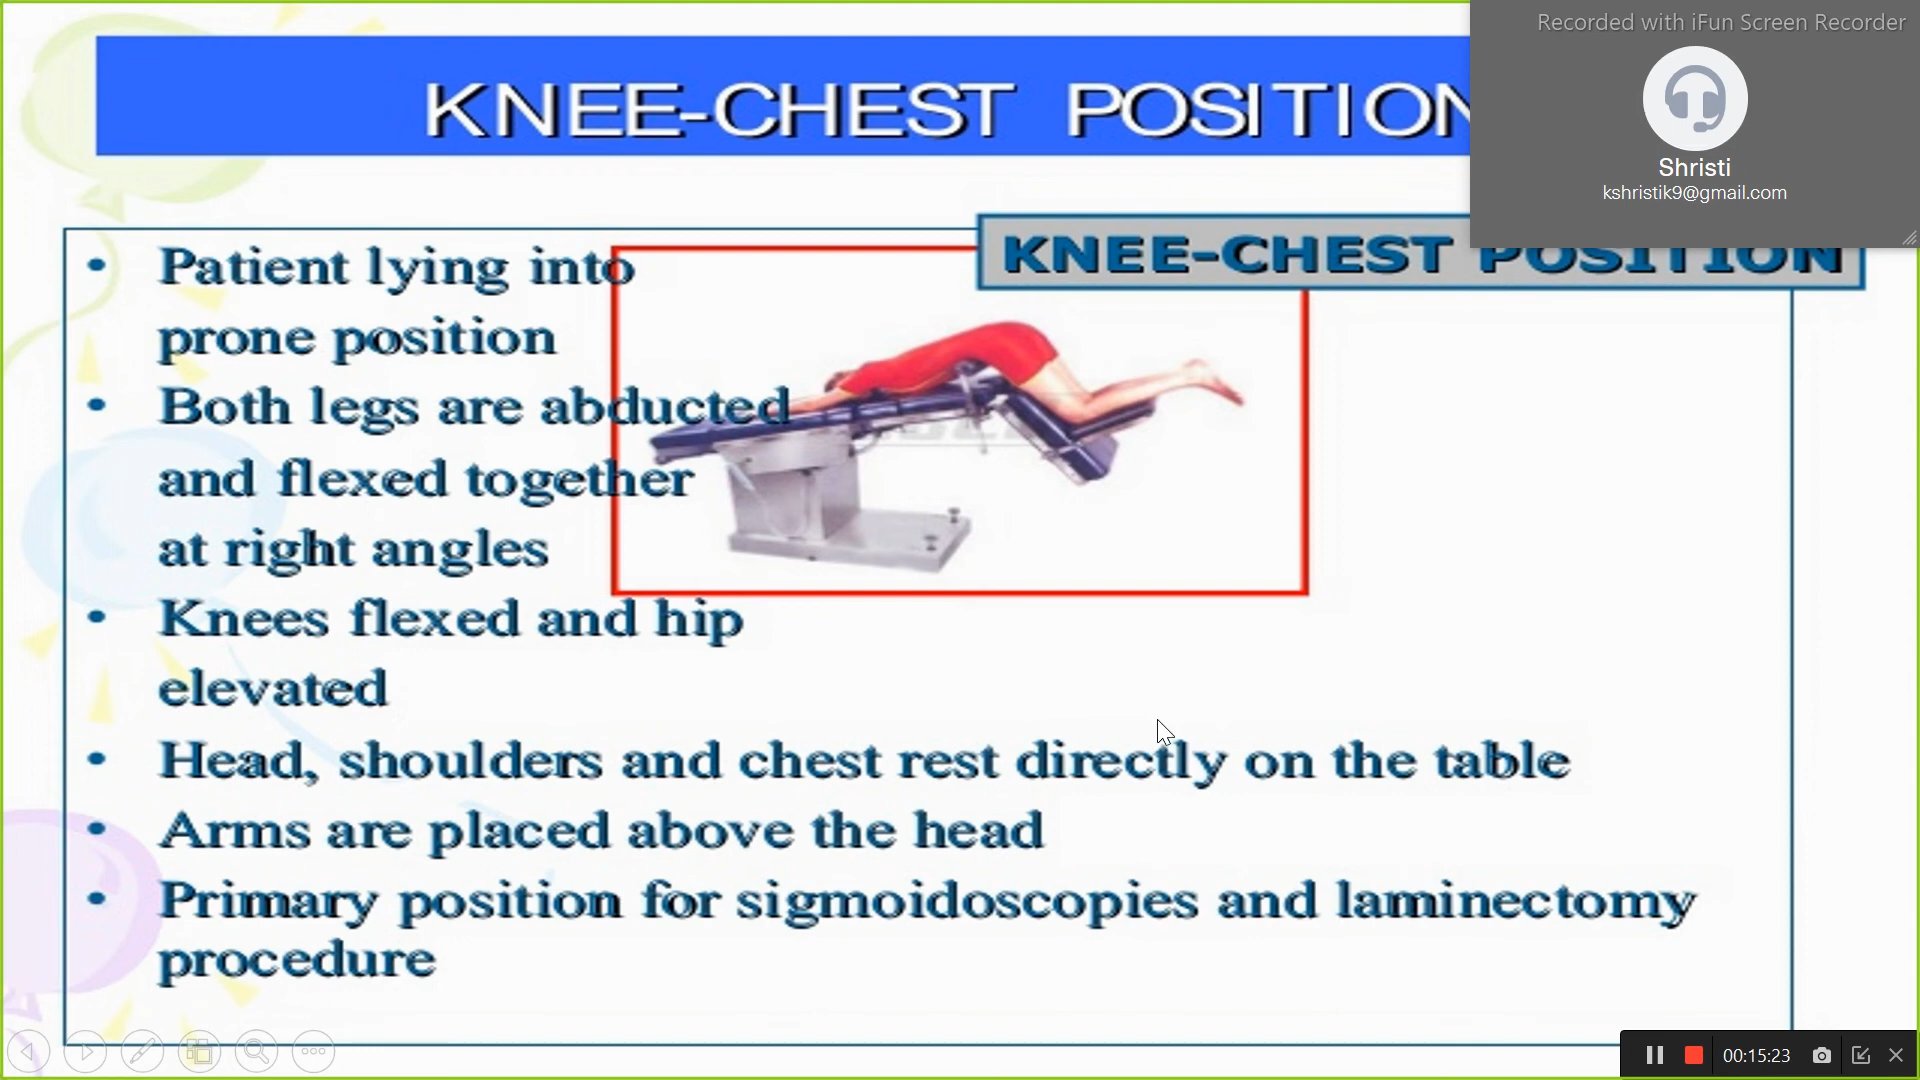 Recorded with iFun Screen Recorder
Shristi
kshristik9@gmail.com
KNEE-CHEST POSITION
KNEE-CHEST POSITION
• Patient lying into
prone position
• Both legs are abducted
and flexed together
at right angles
• Knees flexed and hip
elevated
• Head, shoulders and chest rest directly on the table
• Arms are placed above the head
• Primary position for sigmoidoscopies and laminectomy
procedure
00:15:23